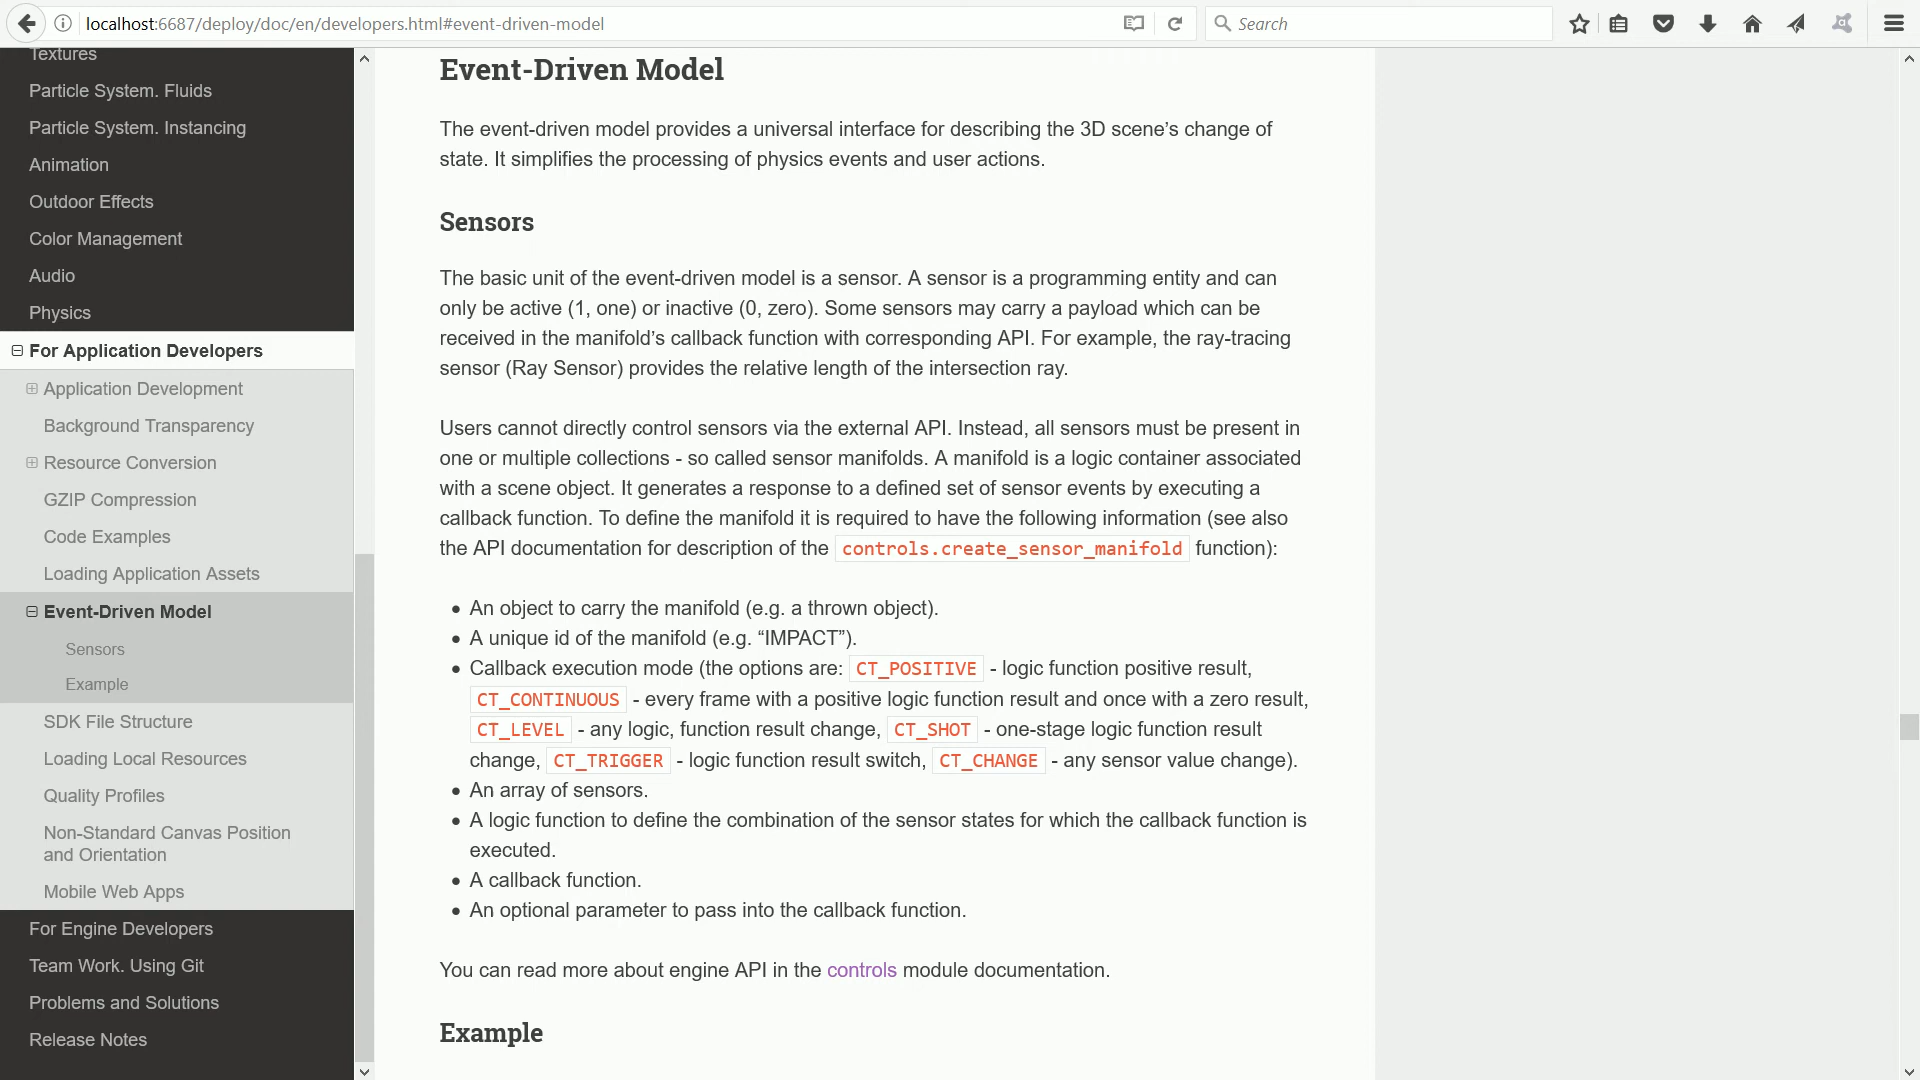 localhost:6687/deploy/doc/en/developers.html#event-driven-model
Search
Textures
Particle System. Fluids
Particle System. Instancing
Animation
Outdoor Effects
Color Management
Audio
Physics
For Application Developers
Application Development
Background Transparency
Resource Conversion
GZIP Compression
Code Examples
Loading Application Assets
Event-Driven Model
Sensors
Example
SDK File Structure
Loading Local Resources
Quality Profiles
Non-Standard Canvas Position
and Orientation
Mobile Web Apps
For Engine Developers
Team Work. Using Git
Problems and Solutions
Release Notes
Event-Driven Model
The event-driven model provides a universal interface for describing the 3D scene’s change of
state. It simplifies the processing of physics events and user actions.
Sensors
The basic unit of the event-driven model is a sensor. A sensor is a programming entity and can
only be active (1, one) or inactive (0, zero). Some sensors may carry a payload which can be
received in the manifold’s callback function with corresponding API. For example, the ray-tracing
sensor (Ray Sensor) provides the relative length of the intersection ray.
Users cannot directly control sensors via the external API. Instead, all sensors must be present in
one or multiple collections - so called sensor manifolds. A manifold is a logic container associated
with a scene object. It generates a response to a defined set of sensor events by executing a
callback function. To define the manifold it is required to have the following information (see also
the API documentation for description of the controls.create_sensor_manifold function):
• An object to carry the manifold (e.g. a thrown object).
• A unique id of the manifold (e.g. “IMPACT”).
• Callback execution mode (the options are: CT_POSITIVE - logic function positive result,
CT_CONTINUOUS - every frame with a positive logic function result and once with a zero result,
CT_LEVEL - any logic, function result change, CT_SHOT - one-stage logic function result
change, CT_TRIGGER - logic function result switch, CT_CHANGE - any sensor value change).
• An array of sensors.
• A logic function to define the combination of the sensor states for which the callback function is
executed.
• A callback function.
• An optional parameter to pass into the callback function.
You can read more about engine API in the controls module documentation.
Example